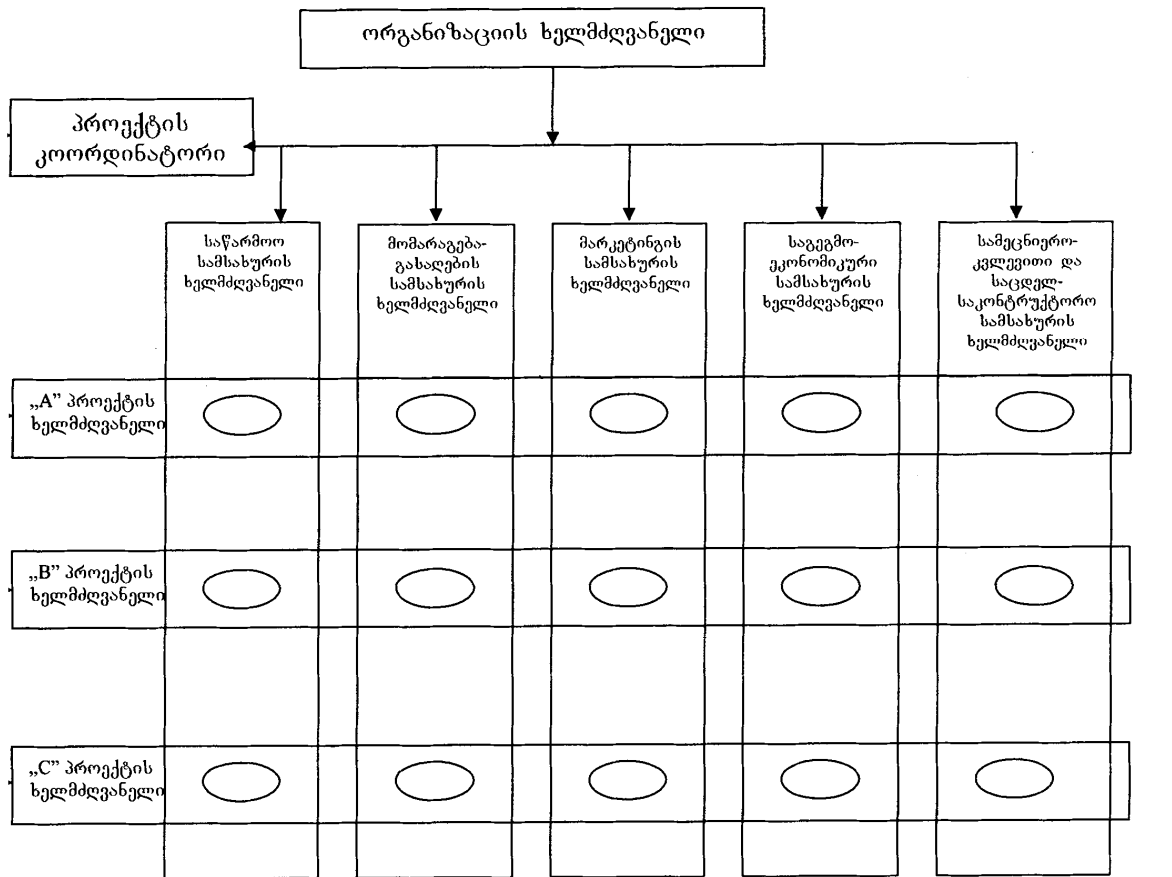 ორგანიზაციის ხელმძღვანელი
პროექტის
კოორდინატორი
საწარმოო
სამსახურის
ხელმძღვანელი
მომარაგება-
გასაღების
სამსახურის
ხელმძღვანელი
მარკეტინგის
სამსახურის
ხელმძღვანელი
საგეგმო-
ეკონომიკური
სამსახურის
ხელმძღვანელი
სამეცნიერო-
კვლევითი და
საცდელ-
საკონტრუქტორო
სამსახურის
ხელმძღვანელი
„A” პროექტის
ხელმძღვანელი
„B” პროექტის
ხელმძღვანელი
„C” პროექტის
ხელმძღვანელი